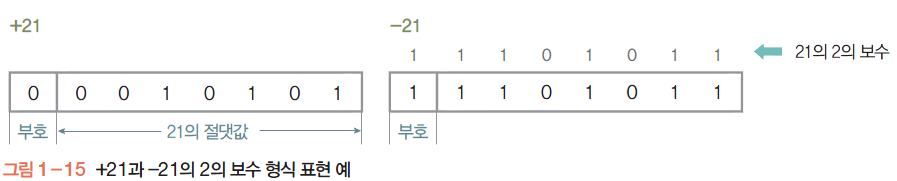 +21
0 0 0 1 0 1 0 1
부호 21의 절댓값
-21
1 1 1 0 1 0 1 1 21의 2의 보수
1 1 1 0 1 0 1 1
부호
그림 1-15 +21과 -21의 2의 보수 형식 표현 예